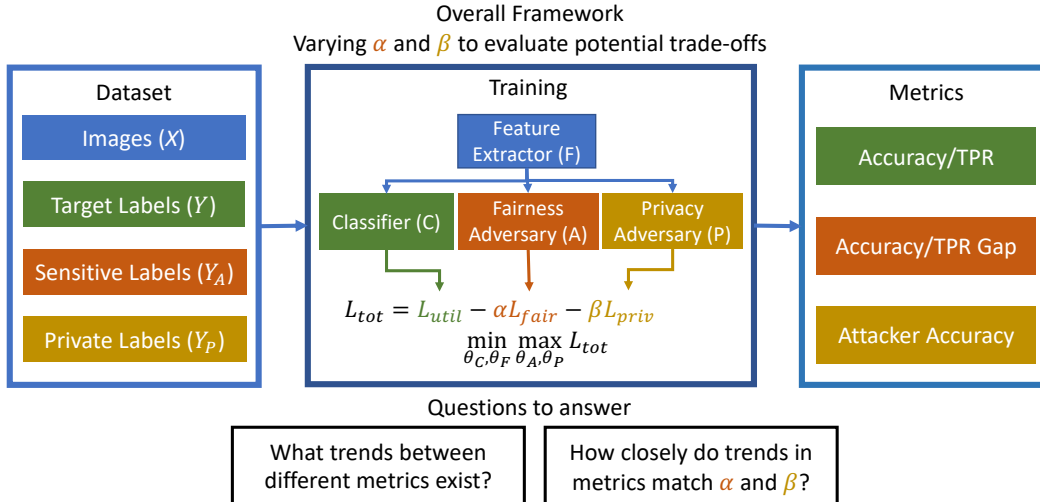 Overall Framework
Varying α and β to evaluate potential trade-offs
Dataset
Images (X)
Target Labels (Y)
Sensitive Labels (Y_A)
Private Labels (Y_P)
Training
Feature
Extractor (F)
Classifier (C)
Fairness
Adversary (A)
Privacy
Adversary (P)
L_tot = L_util − αL_fair − βL_priv
min max L_tot
θ_C,θ_F θ_A,θ_P
Metrics
Accuracy/TPR
Accuracy/TPR Gap
Attacker Accuracy
Questions to answer
What trends between
different metrics exist?
How closely do trends in
metrics match α and β?